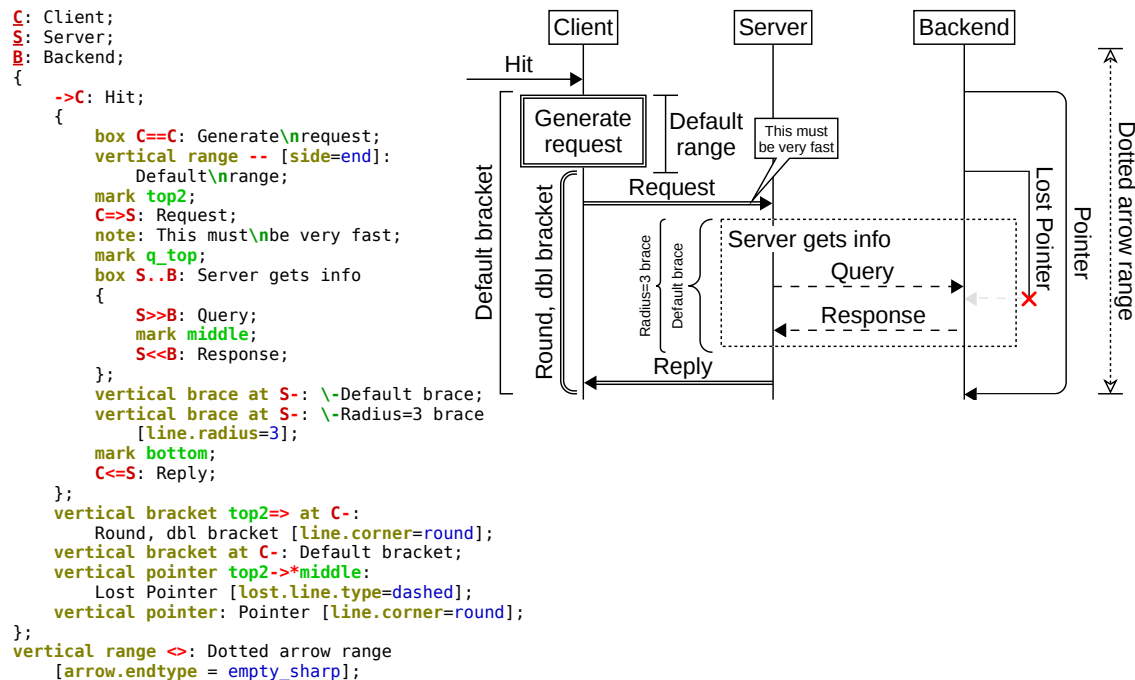 C: Client;
S: Server;
B: Backend;
{
    ->C: Hit;
    {
        box C==C: Generate\nrequest;
        vertical range -- [side=end]:
            Default\nrange;
        mark top2;
        C=>S: Request;
        note: This must\nbe very fast;
        mark q_top;
        box S..B: Server gets info
        {
            S>>B: Query;
            mark middle;
            S<<B: Response;
        };
        vertical brace at S-: \-Default brace;
        vertical brace at S-: \-Radius=3 brace
            [line.radius=3];
        mark bottom;
        C<=S: Reply;
    };
    vertical bracket top2=> at C-:
        Round, dbl bracket [line.corner=round];
    vertical bracket at C-: Default bracket;
    vertical pointer top2->*middle:
        Lost Pointer [lost.line.type=dashed];
    vertical pointer: Pointer [line.corner=round];
};
vertical range <>: Dotted arrow range
    [arrow.endtype = empty_sharp];
Client
Server
Backend
Hit
Generate
request
Default
range
This must
be very fast
Request
Default bracket
Round, dbl bracket
Radius=3 brace
Default brace
Server gets info
Query
Response
Reply
Lost Pointer
Pointer
Dotted arrow range